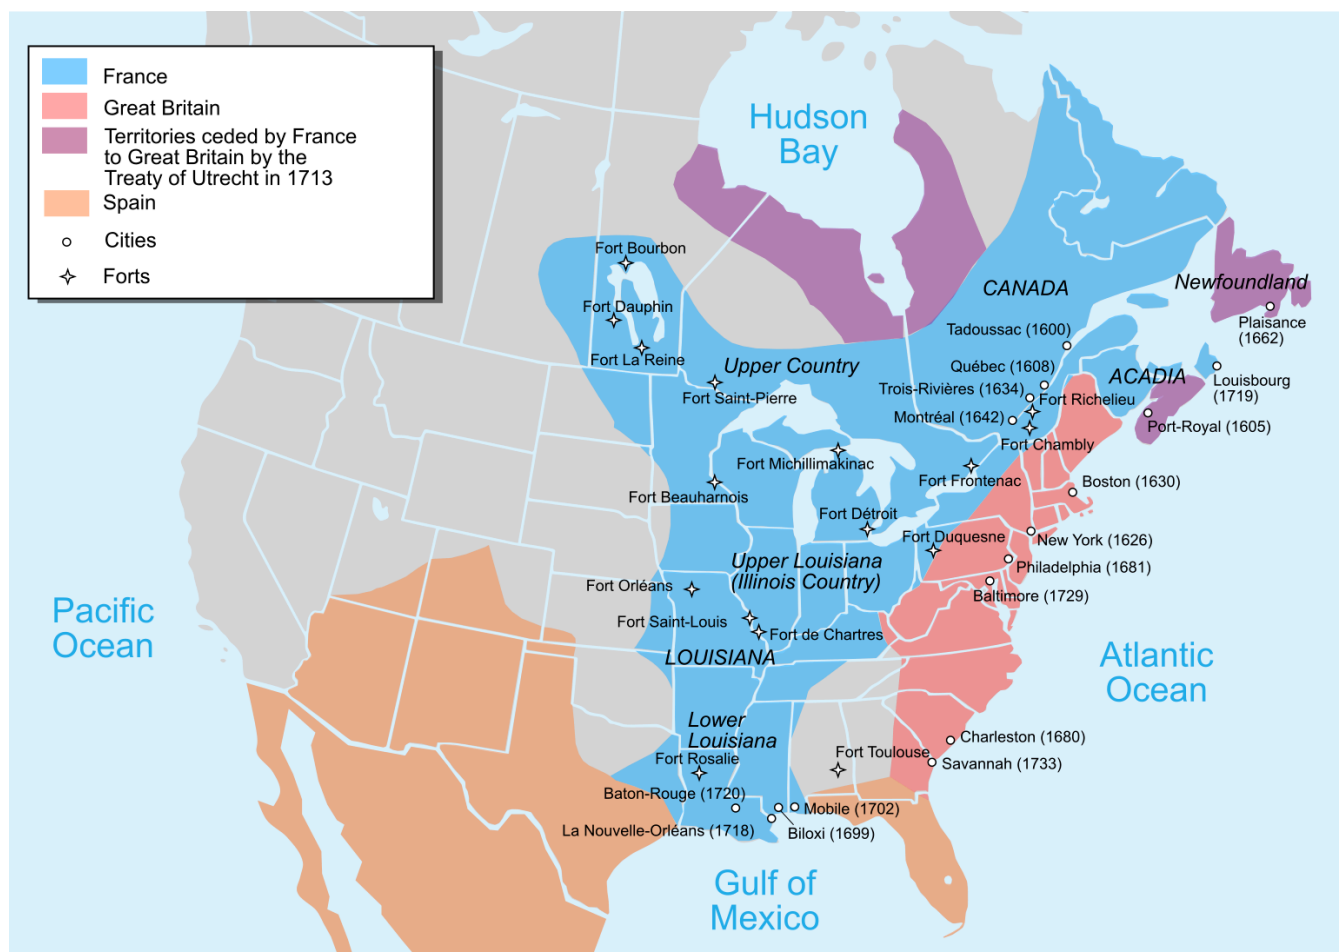 France
Great Britain
Territories ceded by France
to Great Britain by the
Treaty of Utrecht in 1713
Spain
Cities
Forts
Hudson
Bay
Fort Bourbon
Fort Dauphin
Fort La Reine
CANADA
Newfoundland
Plaisance
(1662)
Tadoussac (1600)
Upper Country
Québec (1608)
ACADIA
Louisbourg
(1719)
Fort Saint-Pierre
Trois-Rivières (1634)
Fort Richelieu
Montréal (1642)
Port-Royal (1605)
Fort Chambly
Fort Michillimakinac
Fort Frontenac
Boston (1630)
Fort Beauharnois
Fort Détroit
Fort Duquesne
New York (1626)
Upper Louisiana
(Illinois Country)
Philadelphia (1681)
Fort Orléans
Baltimore (1729)
Pacific
Ocean
Fort Saint-Louis
Fort de Chartres
LOUISIANA
Atlantic
Ocean
Lower
Louisiana
Charleston (1680)
Fort Rosalie
Fort Toulouse
Savannah (1733)
Baton-Rouge (1720)
Mobile (1702)
La Nouvelle-Orléans (1718)
Biloxi (1699)
Gulf of
Mexico